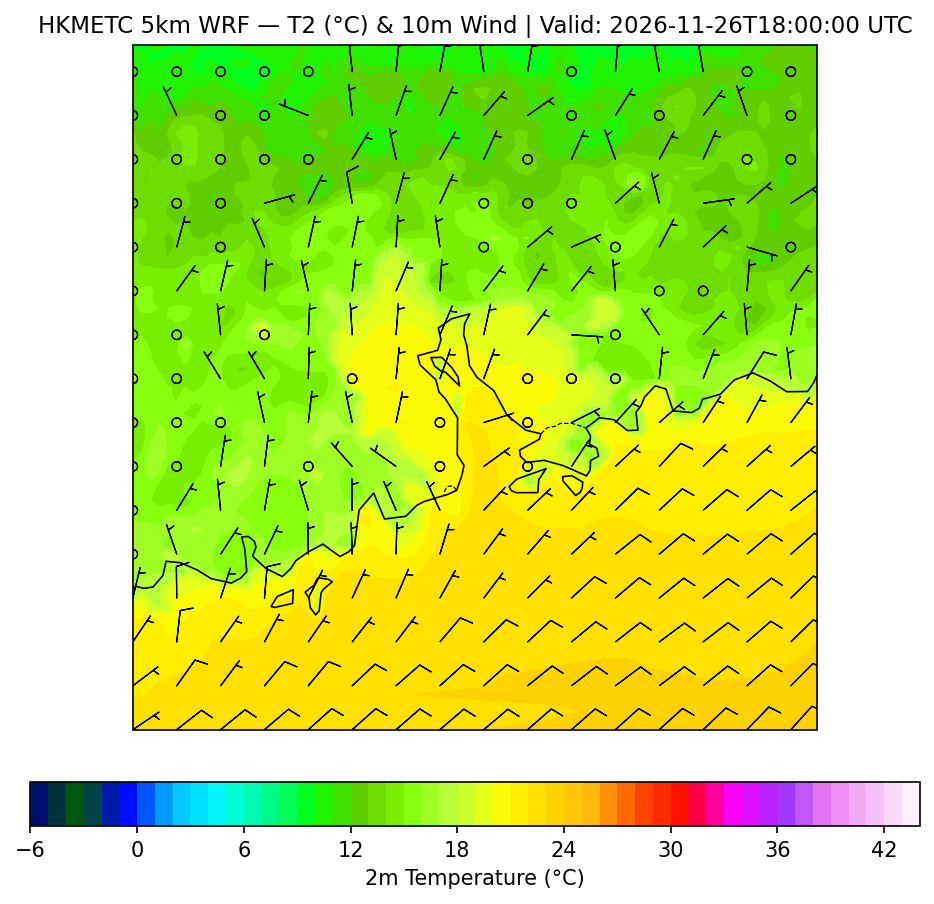 HKMETC 5km WRF — T2 (°C) & 10m Wind | Valid: 2026-11-26T18:00:00 UTC
−6 0 6 12 18 24 30 36 42
2m Temperature (°C)